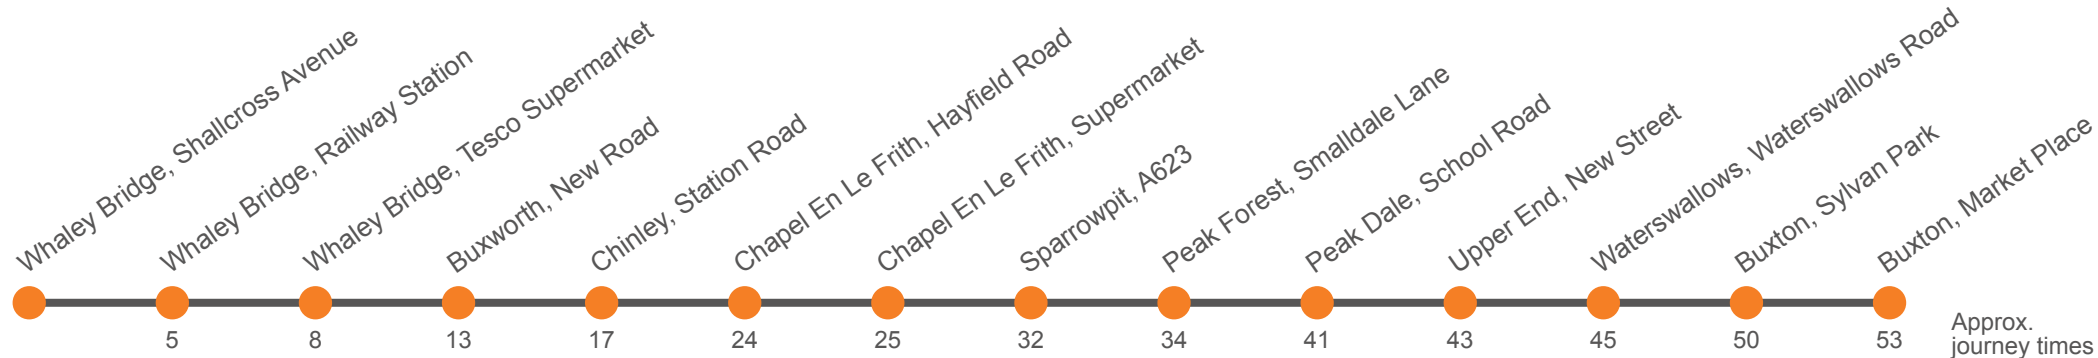 Whaley Bridge, Shallcross Avenue
Whaley Bridge, Railway Station
Whaley Bridge, Tesco Supermarket
Buxworth, New Road
Chinley, Station Road
Chapel En Le Frith, Hayfield Road
Chapel En Le Frith, Supermarket
Sparrowpit, A623
Peak Forest, Smalldale Lane
Peak Dale, School Road
Upper End, New Street
Waterswallows, Waterswallows Road
Buxton, Sylvan Park
Buxton, Market Place
5 8 13 17 24 25 32 34 41 43 45 50 53
Approx.
journey times